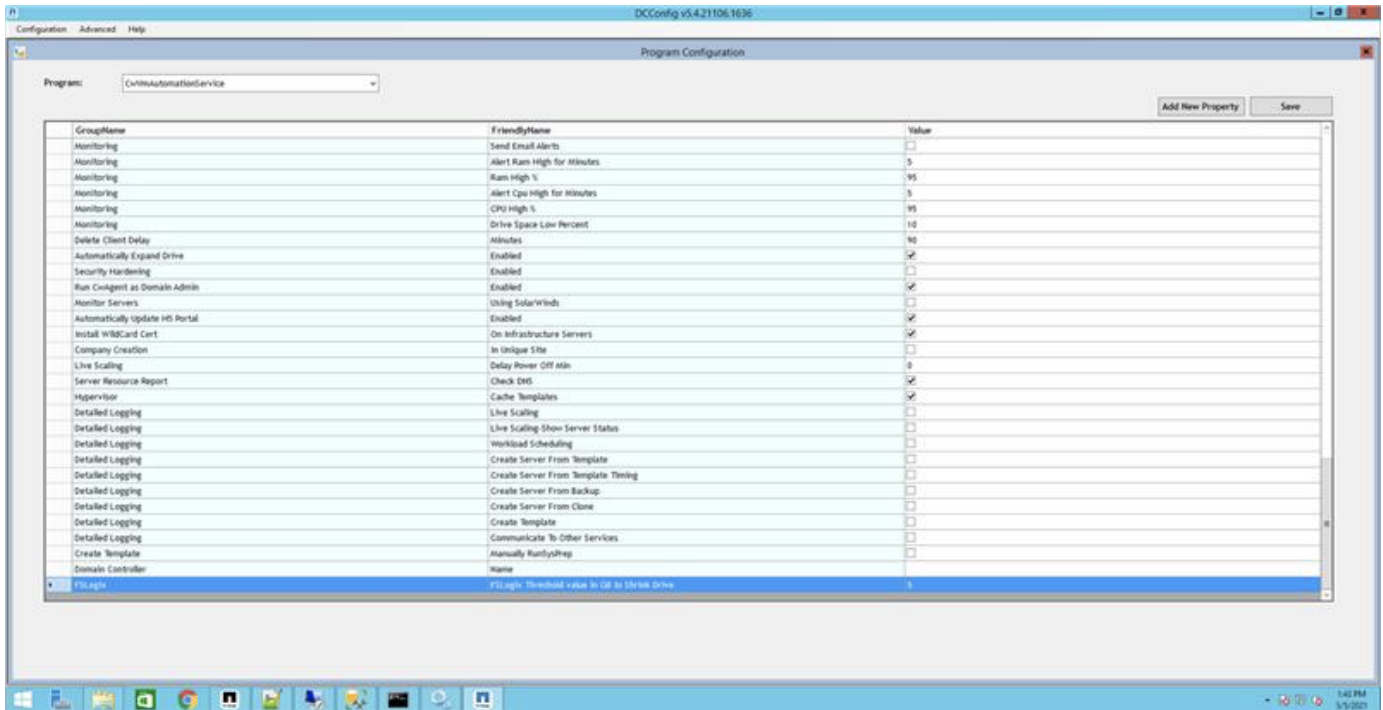 DCConfig v5.4.21106.1636
Configuration Advanced Help
Program Configuration
Program: CwVmAutomationService
Add New Property Save
GroupName FriendlyName Value
Monitoring Send Email Alerts
Monitoring Alert Ram High for Minutes 5
Monitoring Ram High % 95
Monitoring Alert Cpu High for Minutes 5
Monitoring CPU High % 95
Monitoring Drive Space Low Percent 10
Delete Client Delay Minutes 90
Automatically Expand Drive Enabled
Security Hardening Enabled
Run CwAgent as Domain Admin Enabled
Monitor Servers Using SolarWinds
Automatically Update H5 Portal Enabled
Install WildCard Cert On Infrastructure Servers
Company Creation In Unique Site
Live Scaling Delay Power Off Min 0
Server Resource Report Check DNS
Hypervisor Cache Templates
Detailed Logging Live Scaling
Detailed Logging Live Scaling-Show Server Status
Detailed Logging Workload Scheduling
Detailed Logging Create Server From Template
Detailed Logging Create Server From Template Timing
Detailed Logging Create Server From Backup
Detailed Logging Create Server From Clone
Detailed Logging Create Template
Detailed Logging Communicate To Other Services
Create Template Manually RunSysPrep
Domain Controller Name
FSLogix FSLogix Threshold value in GB to Shrink Drive 5
1:43 PM
5/5/2021